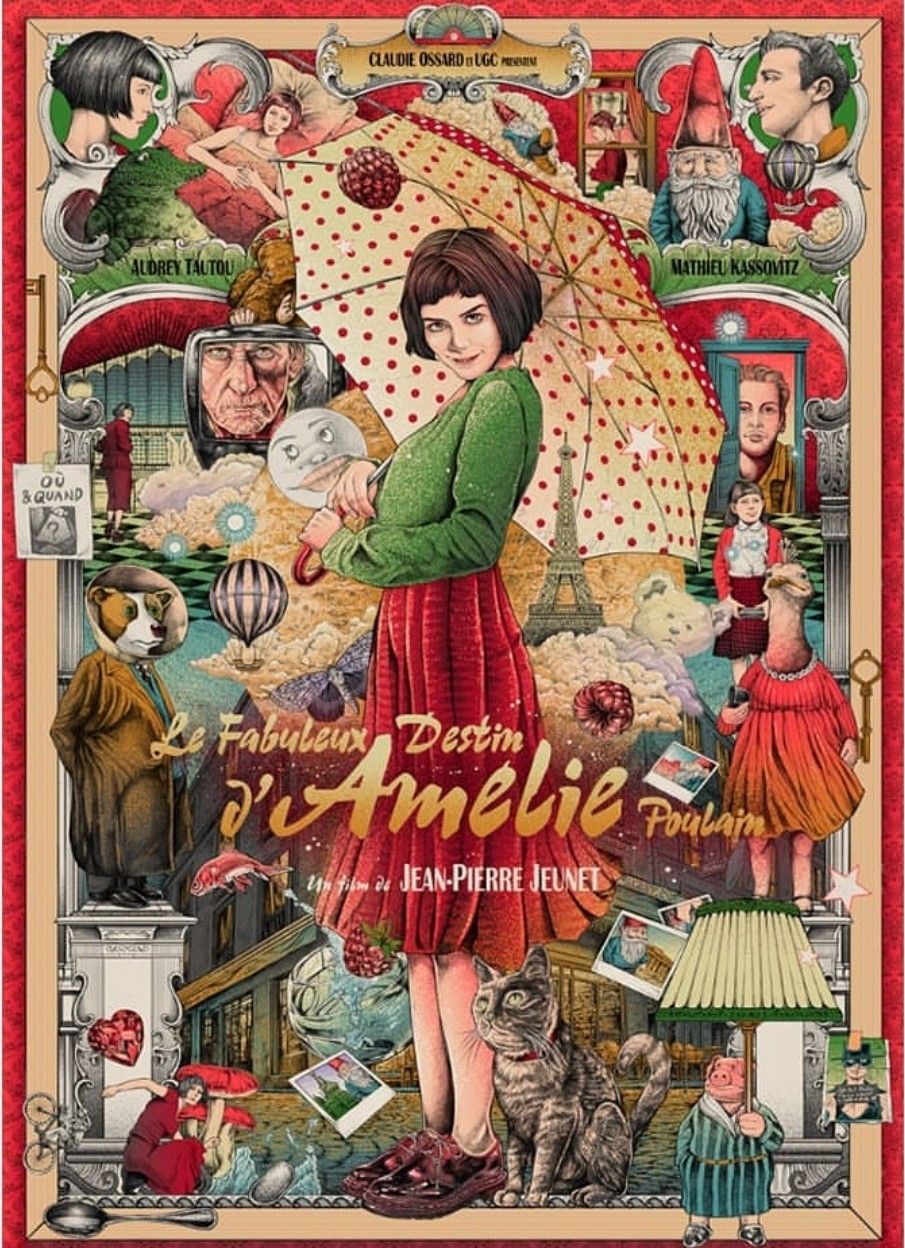 CLAUDIE OSSARD ET UGC PRESENTENT
AUDREY TAUTOU
MATHIEU KASSOVITZ
OÙ
& QUAND
Le Fabuleux Destin
d'Amélie Poulain
Un film de JEAN-PIERRE JEUNET